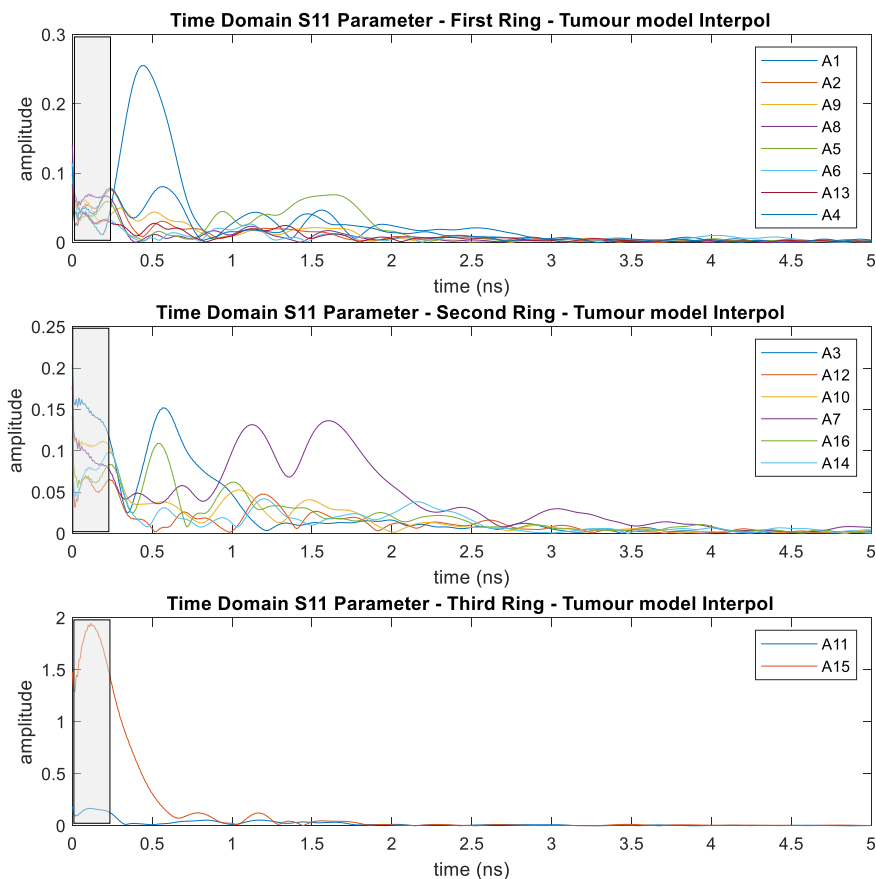 Time Domain S11 Parameter - First Ring - Tumour model Interpol
0.3
0.2
0.1
0
amplitude
A1
A2
A9
A8
A5
A6
A13
A4
0 0.5 1 1.5 2 2.5 3 3.5 4 4.5 5
time (ns)
Time Domain S11 Parameter - Second Ring - Tumour model Interpol
0.25
0.2
0.15
0.1
0.05
0
amplitude
A3
A12
A10
A7
A16
A14
0 0.5 1 1.5 2 2.5 3 3.5 4 4.5 5
time (ns)
Time Domain S11 Parameter - Third Ring - Tumour model Interpol
2
1.5
1
0.5
0
amplitude
A11
A15
0 0.5 1 1.5 2 2.5 3 3.5 4 4.5 5
time (ns)